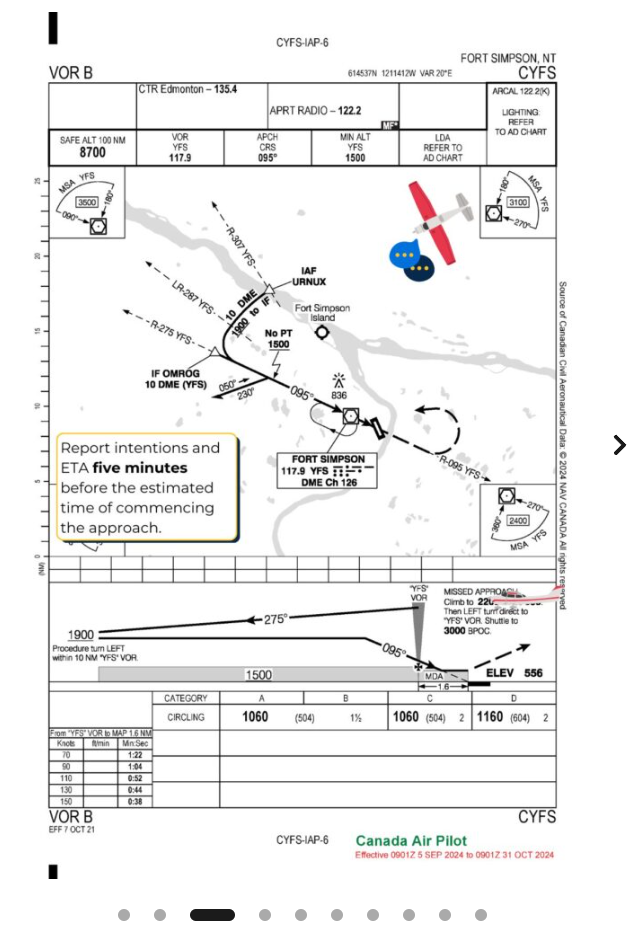 CYFS-IAP-6
FORT SIMPSON, NT
VOR B
614537N 1211412W VAR 20°E
CYFS
CTR Edmonton – 135.4
APRT RADIO – 122.2
MF
ARCAL 122.2(K)
LIGHTING:
REFER
TO AD CHART
SAFE ALT 100 NM
8700
VOR
YFS
117.9
APCH
CRS
095°
MIN ALT
YFS
1500
LDA
REFER TO
AD CHART
MSA YFS
3500
180°
090°
MSA YFS
3100
180°
270°
25
20
15
10
5
0
(NM)
R-307 YFS
LR-287 YFS
R-275 YFS
IAF
URNUX
10 DME
1900 to IF
Fort Simpson
Island
No PT
1500
IF OMROG
10 DME (YFS)
050°
230°
095°
836
FORT SIMPSON
117.9 YFS
DME Ch 126
R-095 YFS
Report intentions and
ETA five minutes
before the estimated
time of commencing
the approach.
270°
360°
2400
MSA YFS
Source of Canadian Civil Aeronautical Data: © 2024 NAV CANADA All rights reserved
"YFS"
VOR
MISSED APPROACH
Climb to
Then LEFT turn direct to
"YFS" VOR. Shuttle to
3000 BPOC.
275°
1900
Procedure turn LEFT
within 10 NM "YFS" VOR
095°
1500
MDA
1.6
ELEV 556
CATEGORY A B C D
CIRCLING 1060 (504) 1½ 1060 (504) 2 1160 (604) 2
From "YFS" VOR to MAP 1.6 NM
Knots ft/min Min:Sec
70 1:22
90 1:04
110 0:52
130 0:44
150 0:38
VOR B
CYFS
EFF 7 OCT 21
CYFS-IAP-6
Canada Air Pilot
Effective 0901Z 5 SEP 2024 to 0901Z 31 OCT 2024